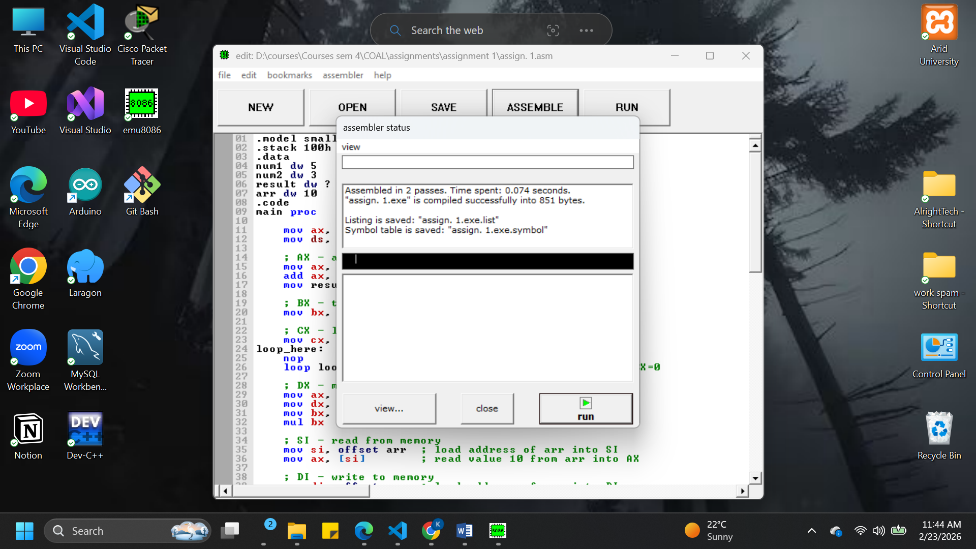 This PC
Visual Studio Code
Cisco Packet Tracer
YouTube
Visual Studio
8086
emu8086
Microsoft Edge
Arduino
Git Bash
Google Chrome
Laragon
zoom
Zoom Workplace
MySQL Workben...
DEV C++
Notion
Dev-C++
Search the web
edit: D:\courses\Courses sem 4\COAL\assignments\assignment 1\assign. 1.asm
file edit bookmarks assembler help
NEW OPEN SAVE ASSEMBLE RUN
01 .model small
02 .stack 100h
03 .data
04 num1 dw 5
05 num2 dw 3
06 result dw ?
07 arr dw 10
08 .code
09 main proc
10
11 mov ax,
12 mov ds,
13
14 ; AX - a
15 mov ax,
16 add ax,
17 mov resu
18
19 ; BX - t
20 mov bx,
21
22 ; CX - l
23 mov cx,
24 loop_here:
25 nop
26 loop loo X=0
27
28 ; DX - m
29 mov ax,
30 mov dx,
31 mov bx,
32 mul bx
33
34 ; SI - read from memory
35 mov si, offset arr ; load address of arr into SI
36 mov ax, [si] ; read value 10 from arr into AX
37
38 ; DI - write to memory
assembler status
view
Assembled in 2 passes. Time spent: 0.074 seconds.
"assign. 1.exe" is compiled successfully into 851 bytes.
Listing is saved: "assign. 1.exe.list"
Symbol table is saved: "assign. 1.exe.symbol"
view...
close
run
Arid University
AlrightTech - Shortcut
work spam - Shortcut
Control Panel
Recycle Bin
Search
2
K
22°C
Sunny
11:44 AM
2/23/2026